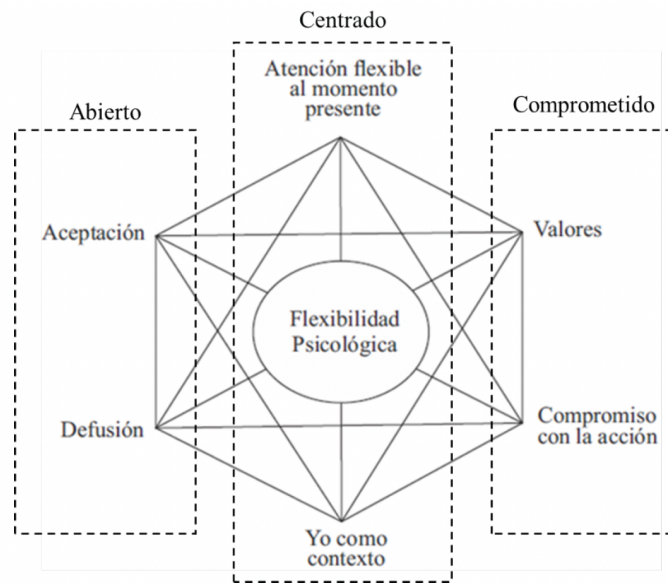 Centrado
Atención flexible
al momento
presente
Abierto
Comprometido
Aceptación
Valores
Flexibilidad
Psicológica
Defusión
Compromiso
con la acción
Yo como
contexto